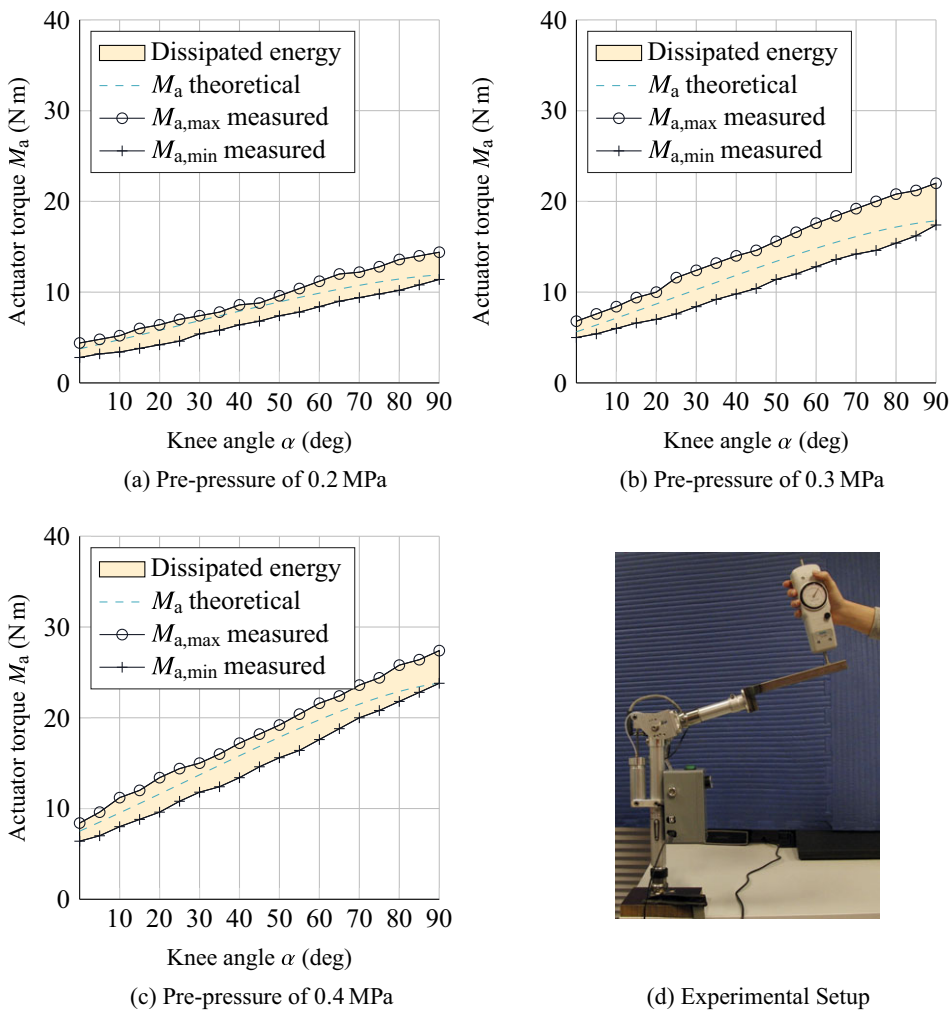 40
30
20
10
0
10 20 30 40 50 60 70 80 90
Actuator torque Ma (N m)
Knee angle α (deg)
Dissipated energy
Ma theoretical
Ma,max measured
Ma,min measured
(a) Pre-pressure of 0.2 MPa
40
30
20
10
0
10 20 30 40 50 60 70 80 90
Actuator torque Ma (N m)
Knee angle α (deg)
Dissipated energy
Ma theoretical
Ma,max measured
Ma,min measured
(b) Pre-pressure of 0.3 MPa
40
30
20
10
0
10 20 30 40 50 60 70 80 90
Actuator torque Ma (N m)
Knee angle α (deg)
Dissipated energy
Ma theoretical
Ma,max measured
Ma,min measured
(c) Pre-pressure of 0.4 MPa
(d) Experimental Setup